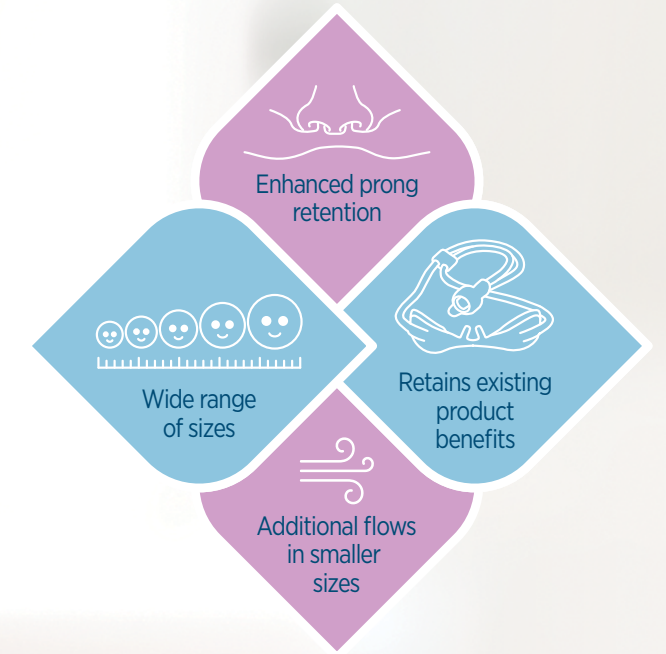 Enhanced prong
retention
Wide range
of sizes
Retains existing
product
benefits
Additional flows
in smaller
sizes